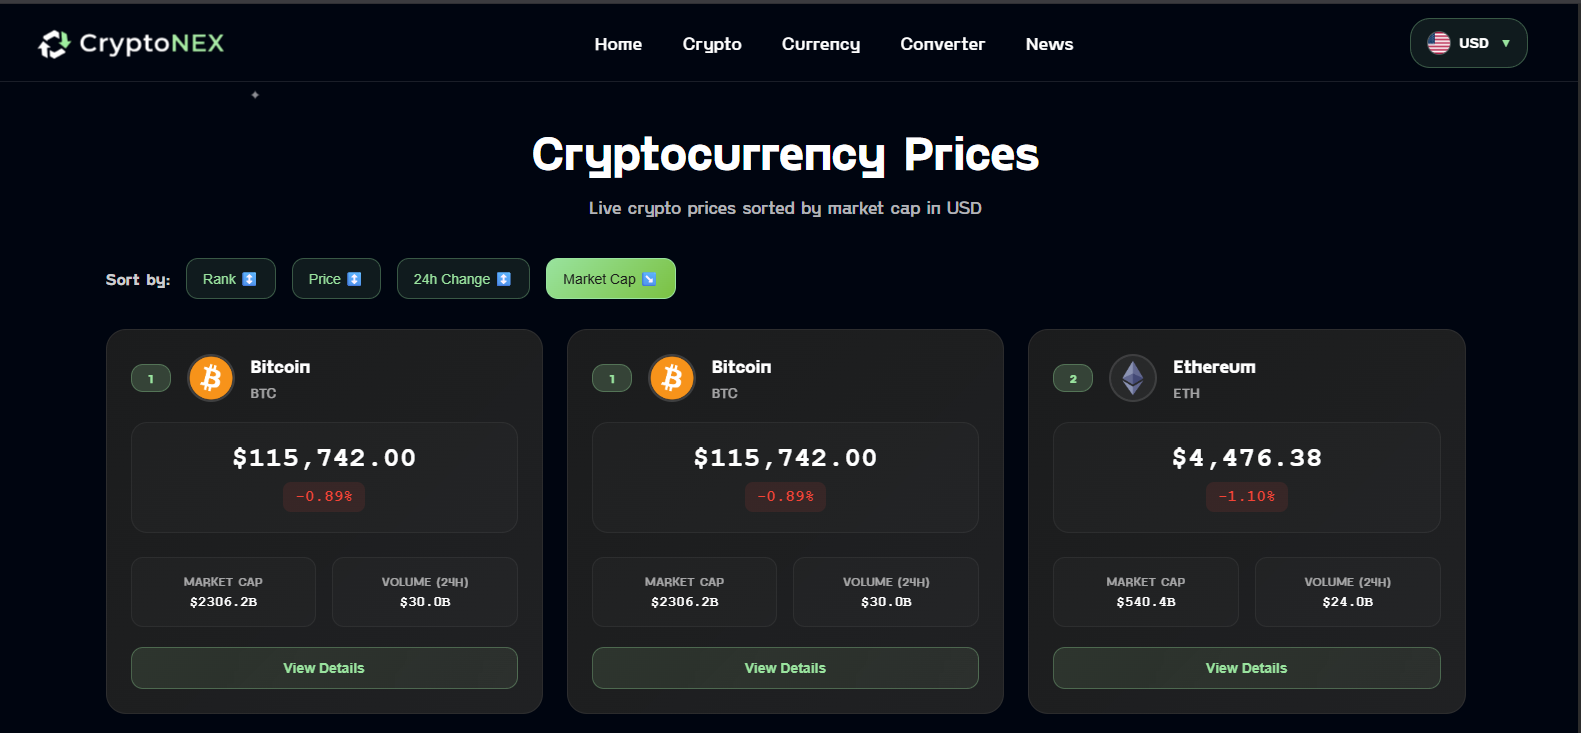 CryptoNEX
Home Crypto Currency Converter News
USD ▼
Cryptocurrency Prices
Live crypto prices sorted by market cap in USD
Sort by: Rank ↕️ Price ↕️ 24h Change ↕️ Market Cap ↘️
1 Bitcoin
BTC
$115,742.00
-0.89%
MARKET CAP
$2306.2B
VOLUME (24H)
$30.0B
View Details
1 Bitcoin
BTC
$115,742.00
-0.89%
MARKET CAP
$2306.2B
VOLUME (24H)
$30.0B
View Details
2 Ethereum
ETH
$4,476.38
-1.10%
MARKET CAP
$540.4B
VOLUME (24H)
$24.0B
View Details